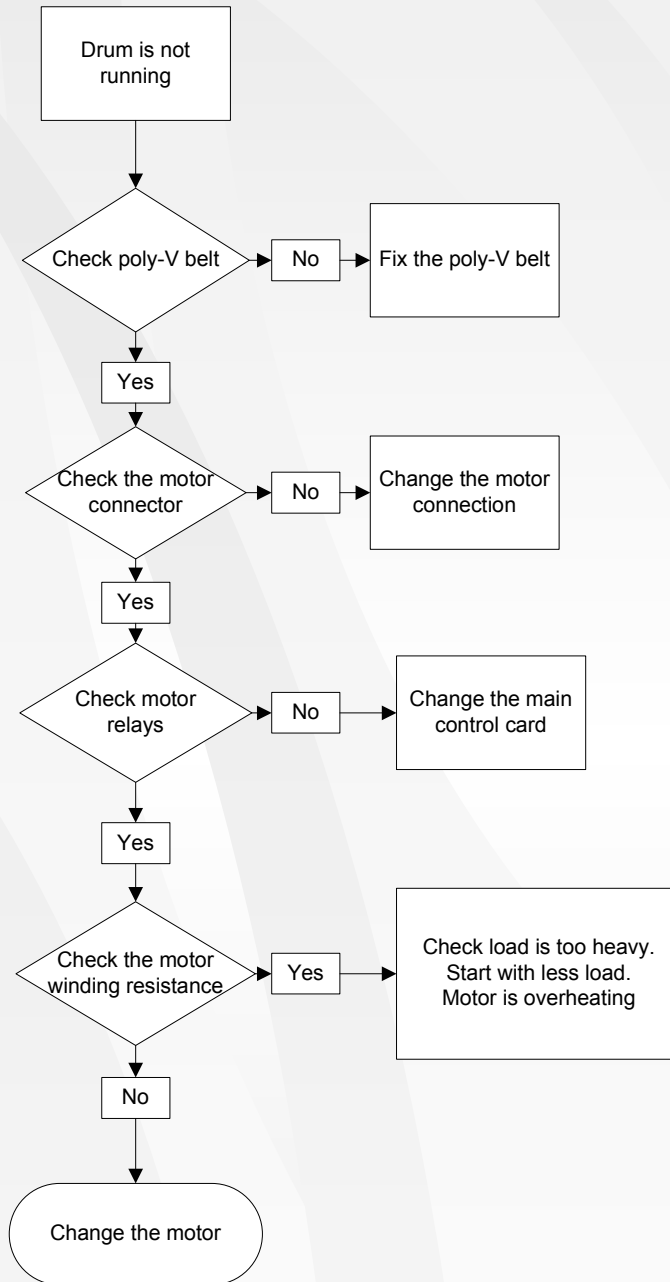 Drum is not
running
Check poly-V belt
No
Fix the poly-V belt
Yes
Check the motor
connector
No
Change the motor
connection
Yes
Check motor
relays
No
Change the main
control card
Yes
Check the motor
winding resistance
Yes
Check load is too heavy.
Start with less load.
Motor is overheating
No
Change the motor